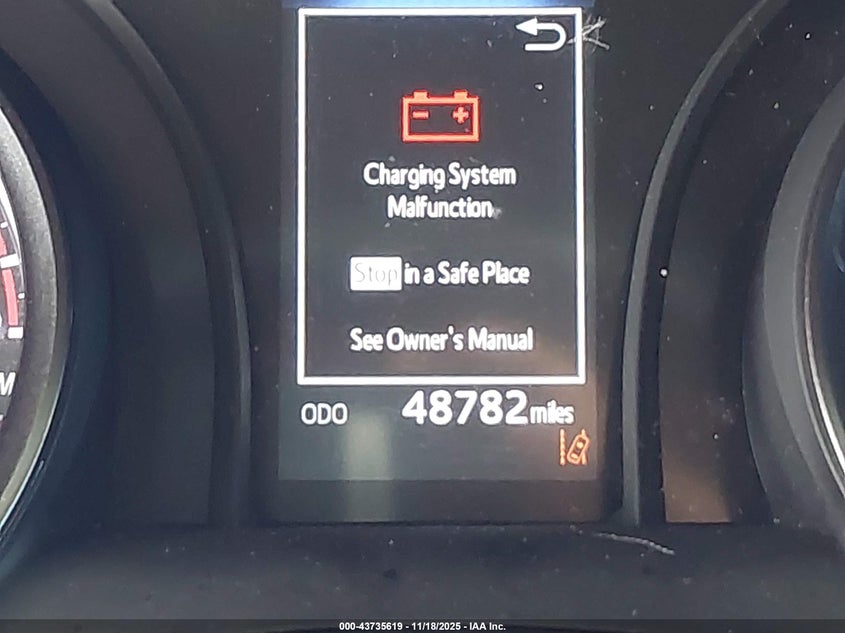 Charging System
Malfunction
Stop in a Safe Place
See Owner's Manual
ODO 48782 miles
000-43735619 - 11/18/2025 - IAA Inc.